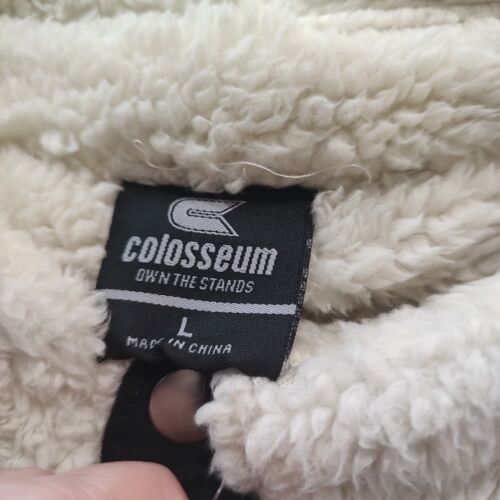 colosseum
OWN THE STANDS
L
MADE IN CHINA